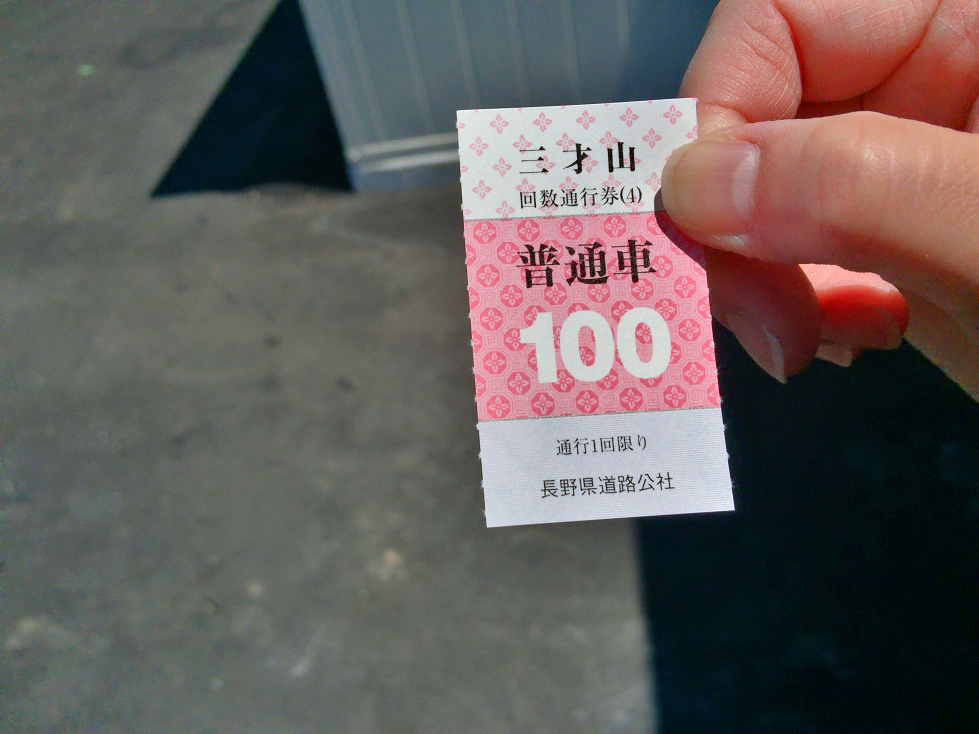 三才山
回数通行券(4)
普通車
100
通行1回限り
長野県道路公社